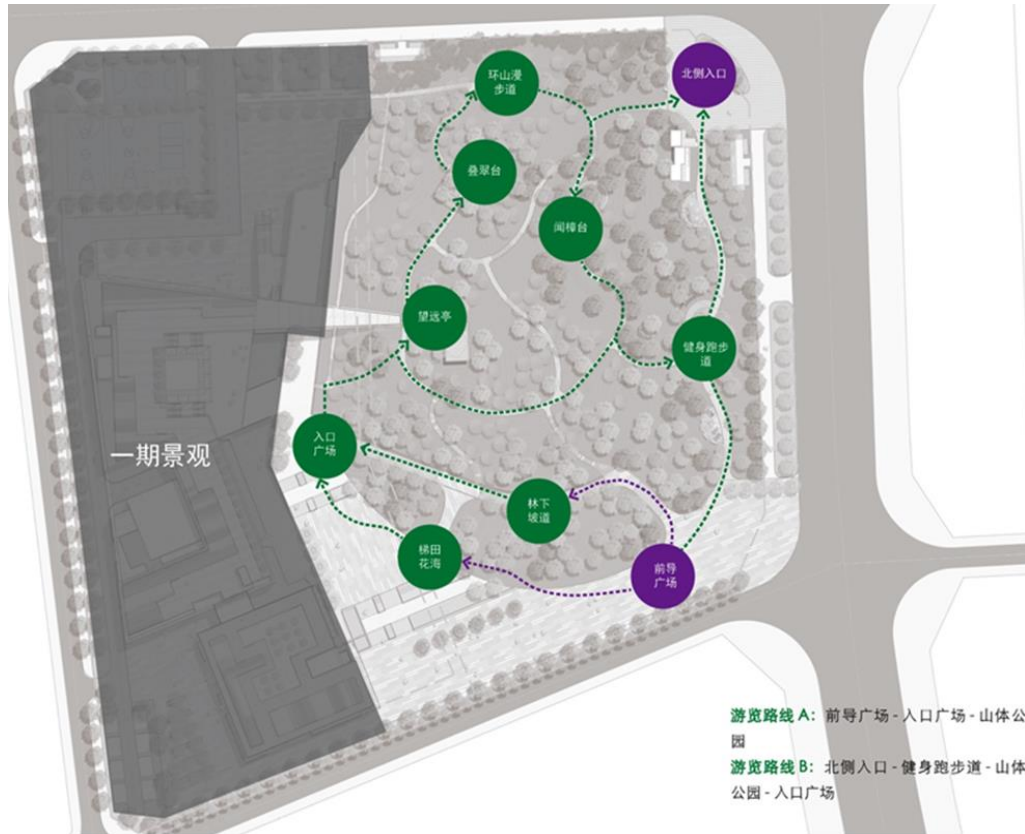 环山漫
步道
北侧入口
叠翠台
闻樟台
望远亭
健身跑步
道
入口
广场
一期景观
林下
坡道
梯田
花海
前导
广场
游览路线A：前导广场-入口广场-山体公
园
游览路线B：北侧入口-健身跑步道-山体
公园-入口广场